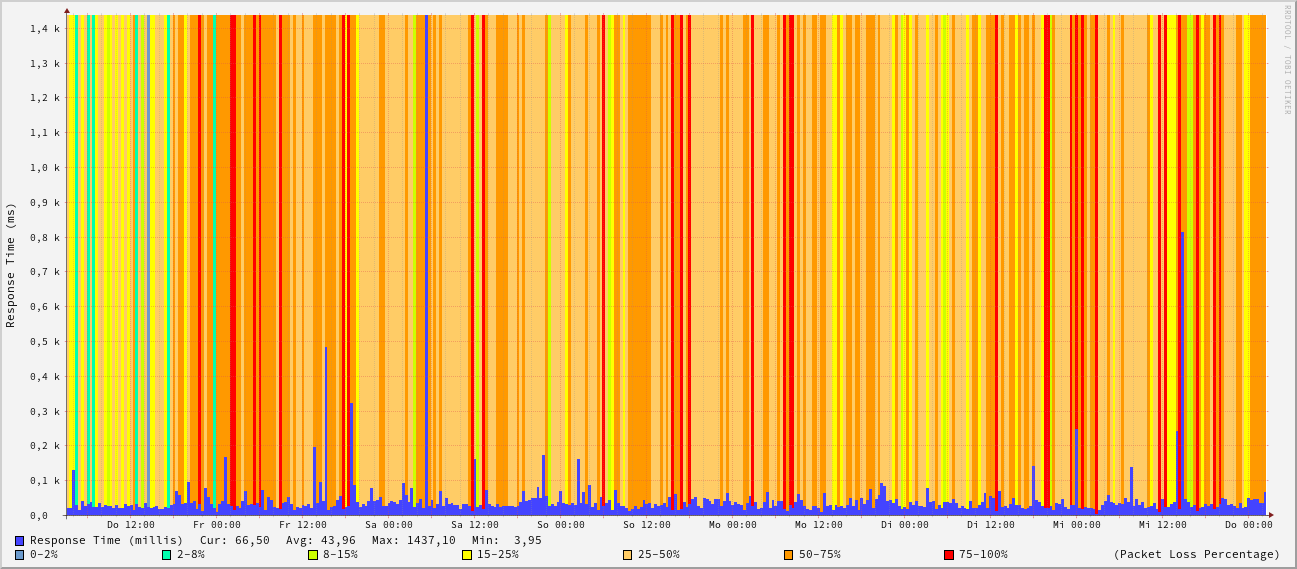 RRDTOOL / TOBI OETIKER
Response Time (ms)
1,4 k
1,3 k
1,2 k
1,1 k
1,0 k
0,9 k
0,8 k
0,7 k
0,6 k
0,5 k
0,4 k
0,3 k
0,2 k
0,1 k
0,0
Do 12:00 Fr 00:00 Fr 12:00 Sa 00:00 Sa 12:00 So 00:00 So 12:00 Mo 00:00 Mo 12:00 Di 00:00 Di 12:00 Mi 00:00 Mi 12:00 Do 00:00
Response Time (millis) Cur: 66,50 Avg: 43,96 Max: 1437,10 Min: 3,95
0-2% 2-8% 8-15% 15-25% 25-50% 50-75% 75-100% (Packet Loss Percentage)